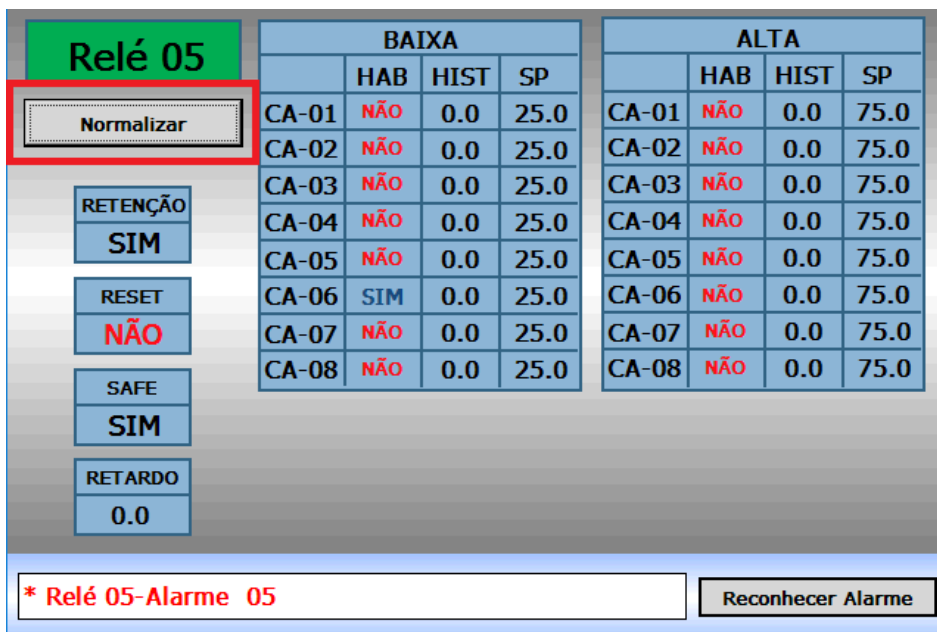 Relé 05
Normalizar
RETENÇÃO
SIM
RESET
NÃO
SAFE
SIM
RETARDO
0.0
BAIXA
HAB HIST SP
CA-01 NÃO 0.0 25.0
CA-02 NÃO 0.0 25.0
CA-03 NÃO 0.0 25.0
CA-04 NÃO 0.0 25.0
CA-05 NÃO 0.0 25.0
CA-06 SIM 0.0 25.0
CA-07 NÃO 0.0 25.0
CA-08 NÃO 0.0 25.0
ALTA
HAB HIST SP
CA-01 NÃO 0.0 75.0
CA-02 NÃO 0.0 75.0
CA-03 NÃO 0.0 75.0
CA-04 NÃO 0.0 75.0
CA-05 NÃO 0.0 75.0
CA-06 NÃO 0.0 75.0
CA-07 NÃO 0.0 75.0
CA-08 NÃO 0.0 75.0
* Relé 05-Alarme 05
Reconhecer Alarme